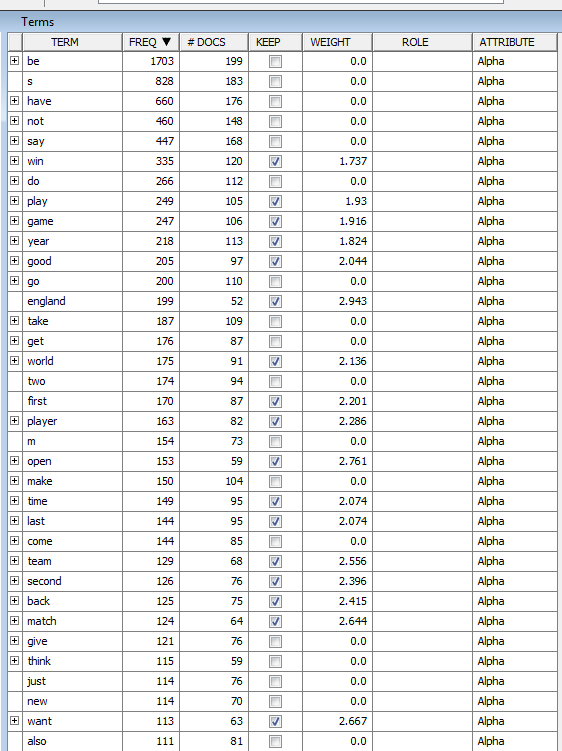 Terms
TERM FREQ ▼ # DOCS KEEP WEIGHT ROLE ATTRIBUTE
be 1703 199 0.0 Alpha
s 828 183 0.0 Alpha
have 660 176 0.0 Alpha
not 460 148 0.0 Alpha
say 447 168 0.0 Alpha
win 335 120 1.737 Alpha
do 266 112 0.0 Alpha
play 249 105 1.93 Alpha
game 247 106 1.916 Alpha
year 218 113 1.824 Alpha
good 205 97 2.044 Alpha
go 200 110 0.0 Alpha
england 199 52 2.943 Alpha
take 187 109 0.0 Alpha
get 176 87 0.0 Alpha
world 175 91 2.136 Alpha
two 174 94 0.0 Alpha
first 170 87 2.201 Alpha
player 163 82 2.286 Alpha
m 154 73 0.0 Alpha
open 153 59 2.761 Alpha
make 150 104 0.0 Alpha
time 149 95 2.074 Alpha
last 144 95 2.074 Alpha
come 144 85 0.0 Alpha
team 129 68 2.556 Alpha
second 126 76 2.396 Alpha
back 125 75 2.415 Alpha
match 124 64 2.644 Alpha
give 121 76 0.0 Alpha
think 115 59 0.0 Alpha
just 114 76 0.0 Alpha
new 114 70 0.0 Alpha
want 113 63 2.667 Alpha
also 111 81 0.0 Alpha